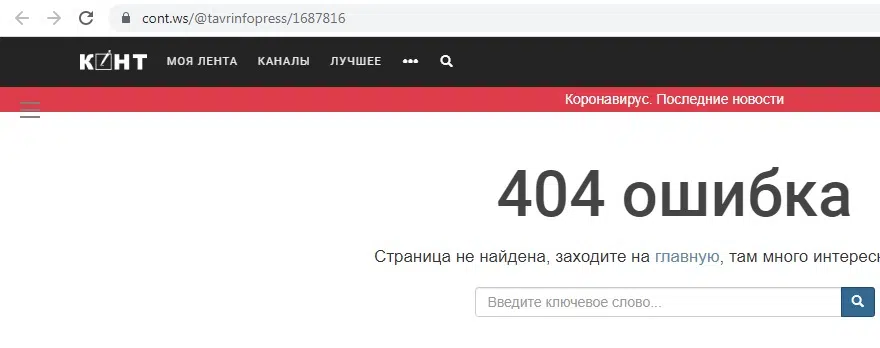 cont.ws/@tavrinfopress/1687816
КОНТ МОЯ ЛЕНТА КАНАЛЫ ЛУЧШЕЕ •••
Коронавирус. Последние новости
404 ошибка
Страница не найдена, заходите на главную, там много
Введите ключевое слово...